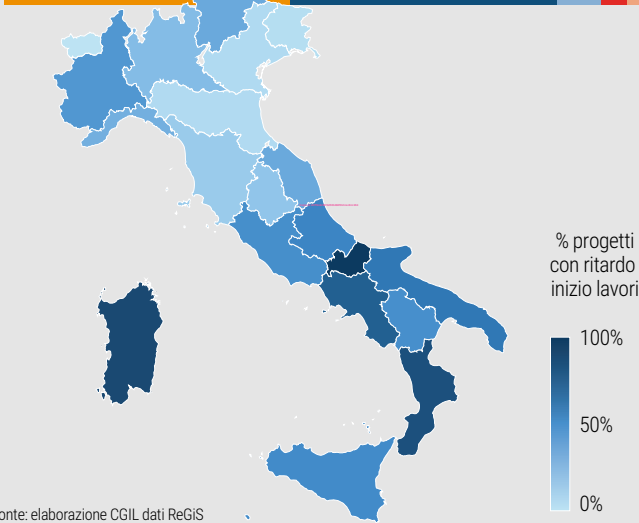 % progetti
con ritardo
inizio lavori
100%
50%
0%
onte: elaborazione CGIL dati ReGiS